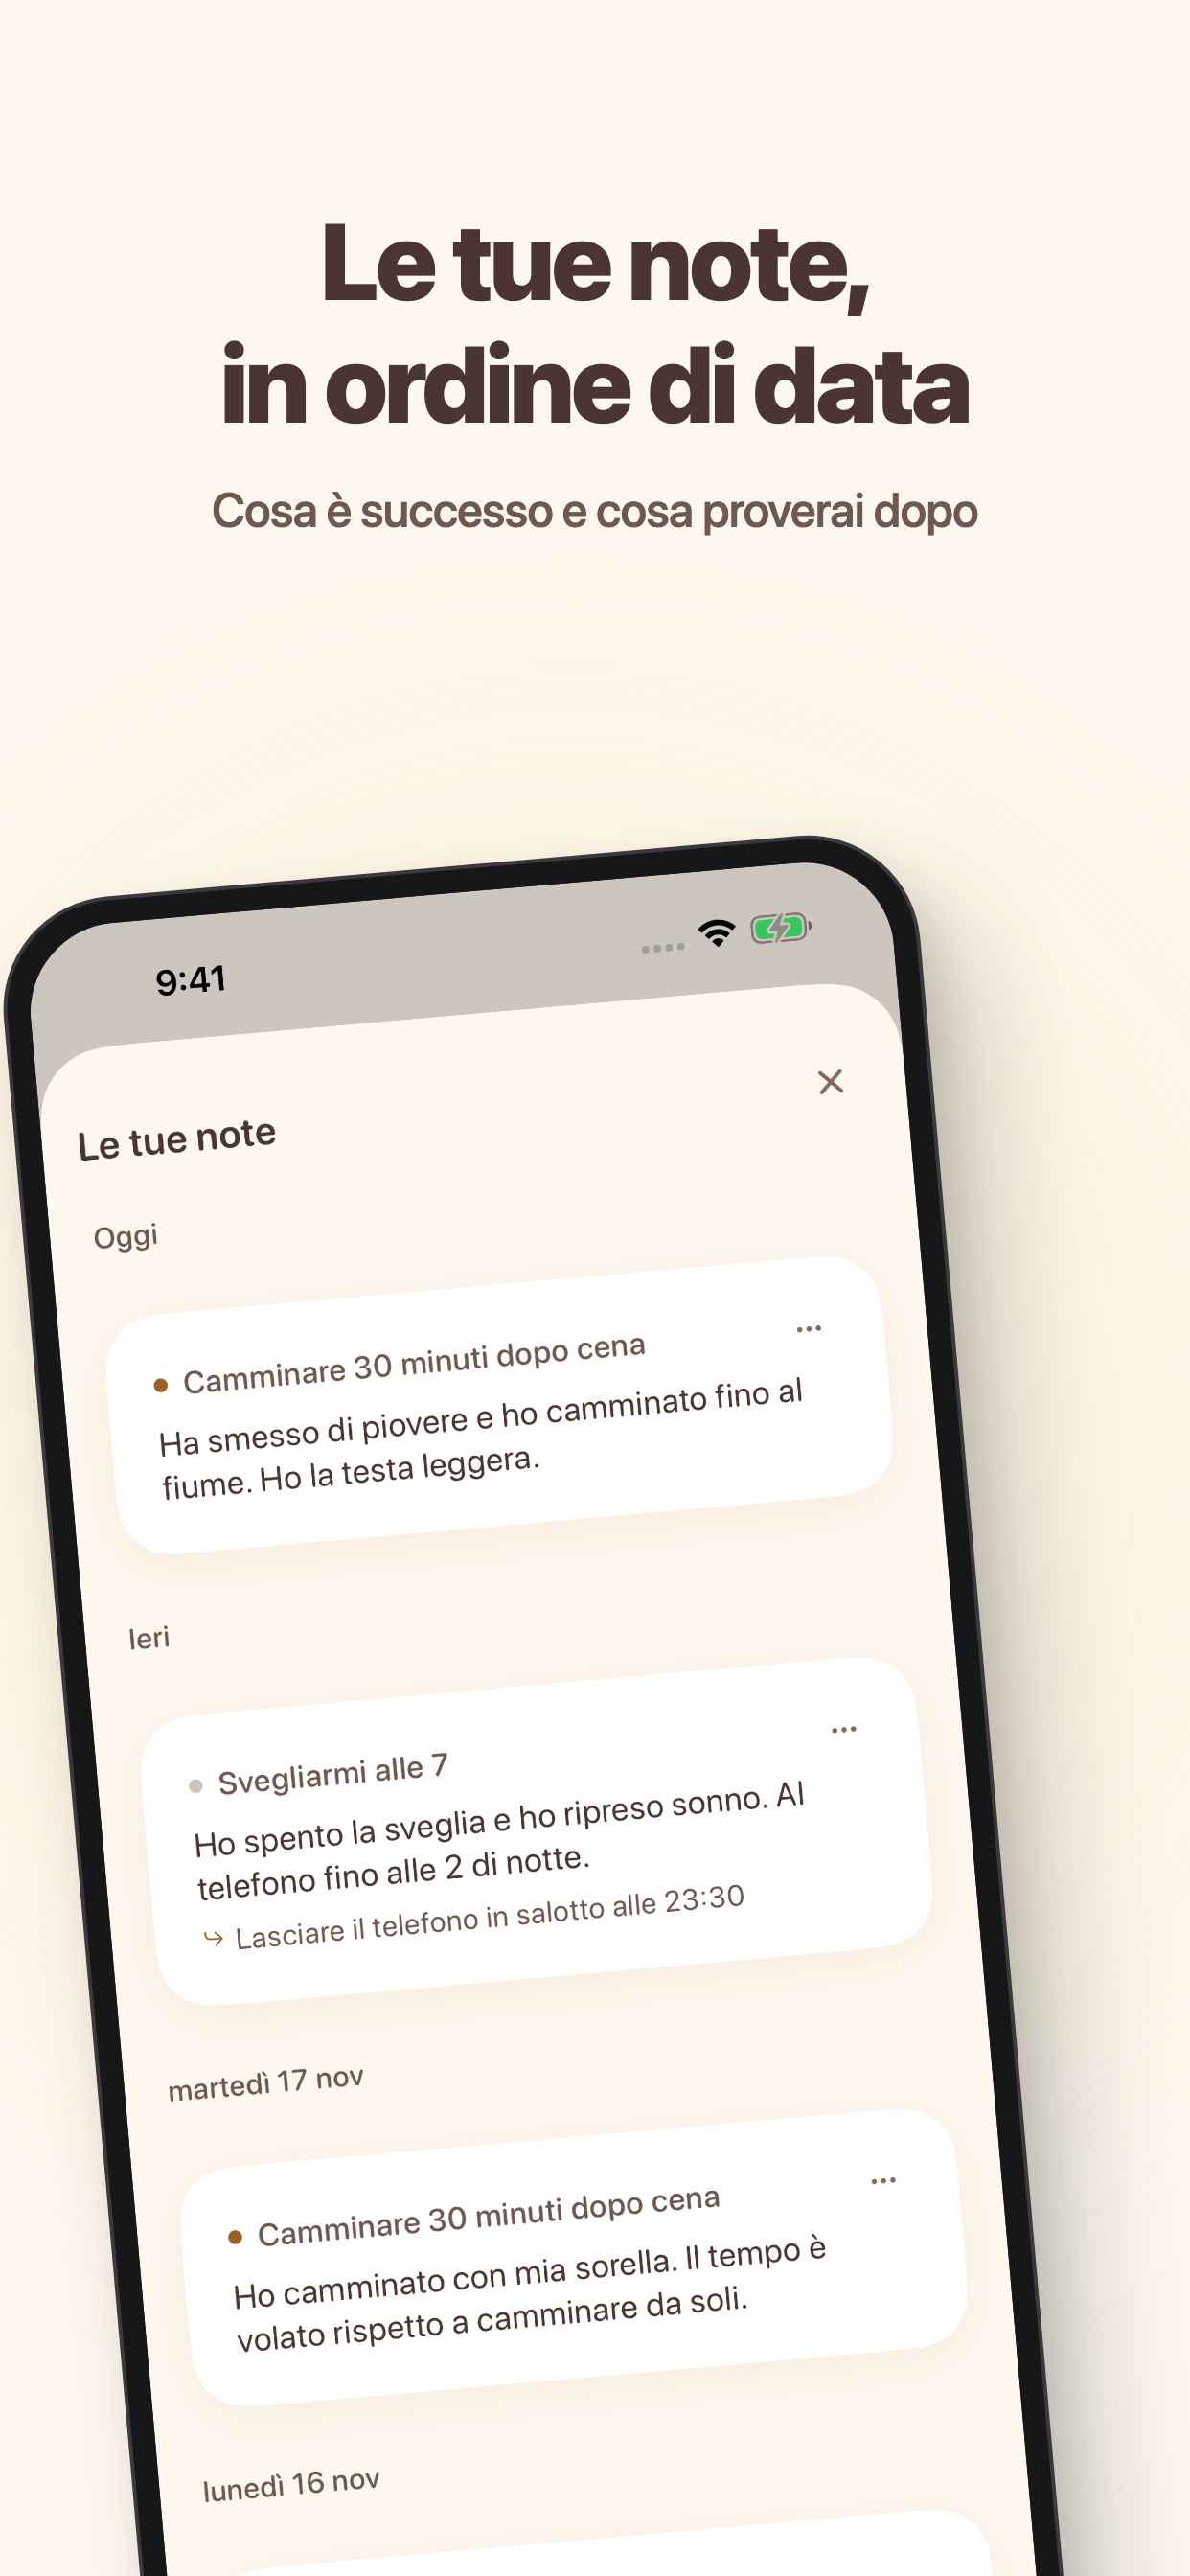 Le tue note,
in ordine di data
Cosa è successo e cosa proverai dopo
9:41
Le tue note
Oggi
Camminare 30 minuti dopo cena
Ha smesso di piovere e ho camminato fino al
fiume. Ho la testa leggera.
Ieri
Svegliarmi alle 7
Ho spento la sveglia e ho ripreso sonno. Al
telefono fino alle 2 di notte.
Lasciare il telefono in salotto alle 23:30
martedì 17 nov
Camminare 30 minuti dopo cena
Ho camminato con mia sorella. Il tempo è
volato rispetto a camminare da soli.
lunedì 16 nov